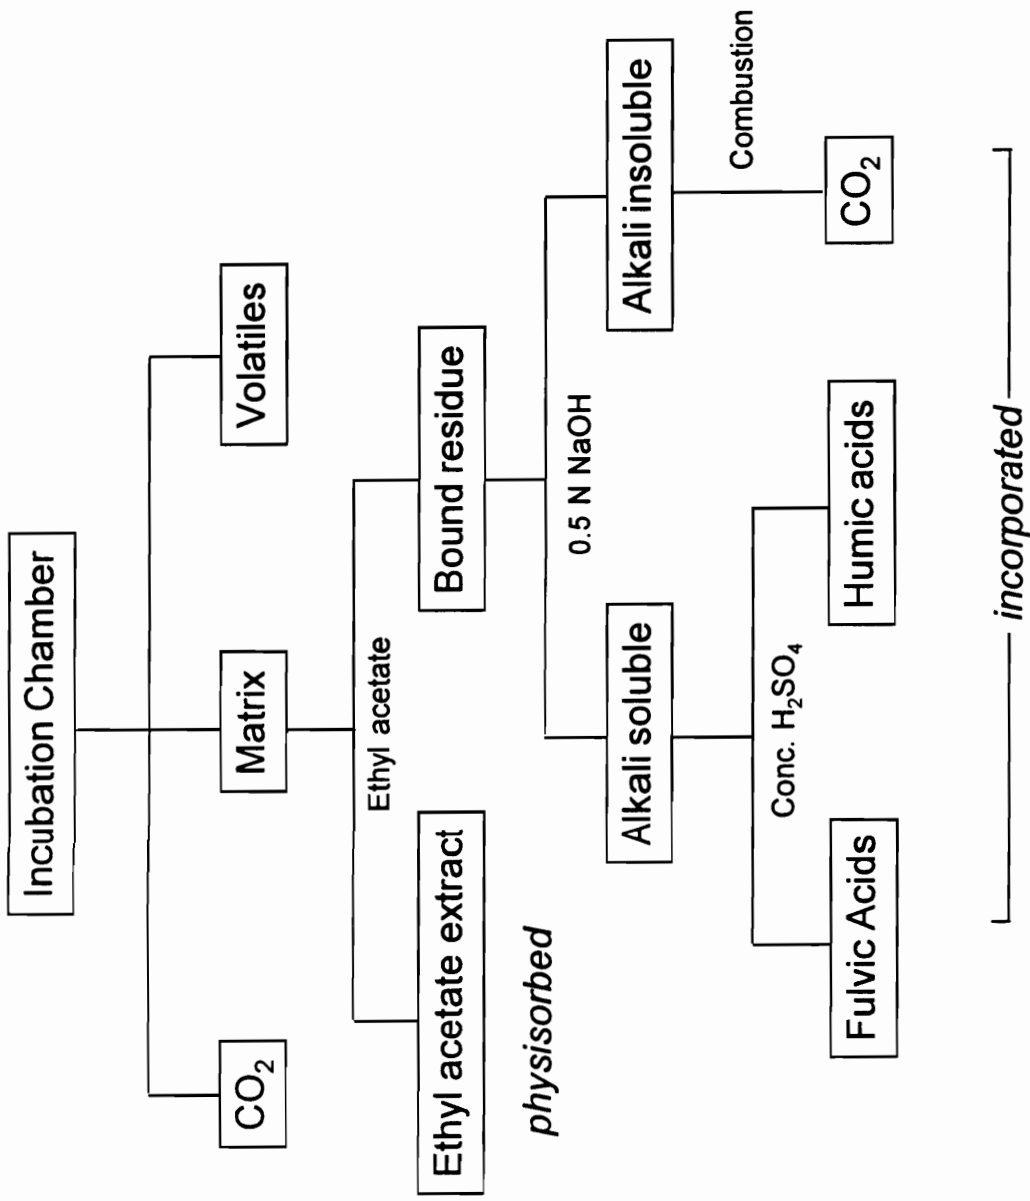 Incubation Chamber
CO₂
Matrix
Volatiles
Ethyl acetate
Ethyl acetate extract
Bound residue
physisorbed
0.5 N NaOH
Alkali soluble
Alkali insoluble
Conc. H₂SO₄
Combustion
Fulvic Acids
Humic acids
CO₂
incorporated